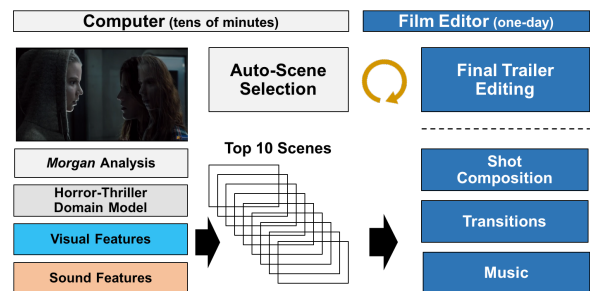 Computer (tens of minutes)
Film Editor (one-day)
Auto-Scene
Selection
Final Trailer
Editing
Morgan Analysis
Horror-Thriller
Domain Model
Visual Features
Sound Features
Top 10 Scenes
Shot
Composition
Transitions
Music